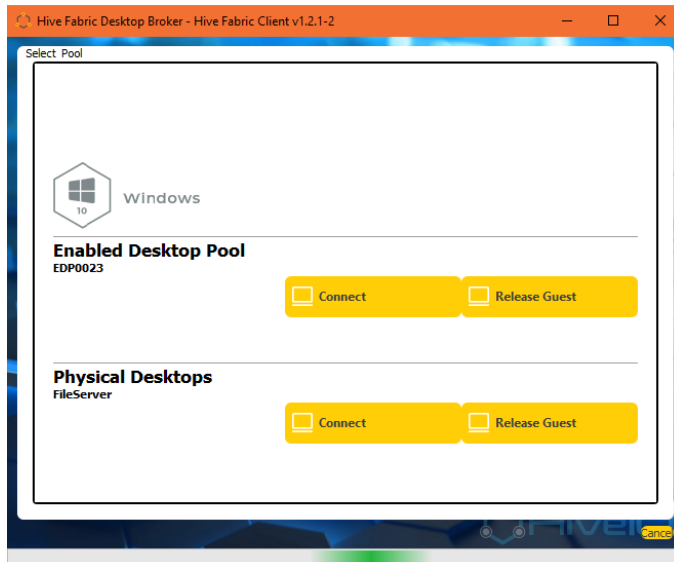 Hive Fabric Desktop Broker - Hive Fabric Client v1.2.1-2
Select Pool
10
Windows
Enabled Desktop Pool
EDP0023
Connect
Release Guest
Physical Desktops
FileServer
Connect
Release Guest
Cance